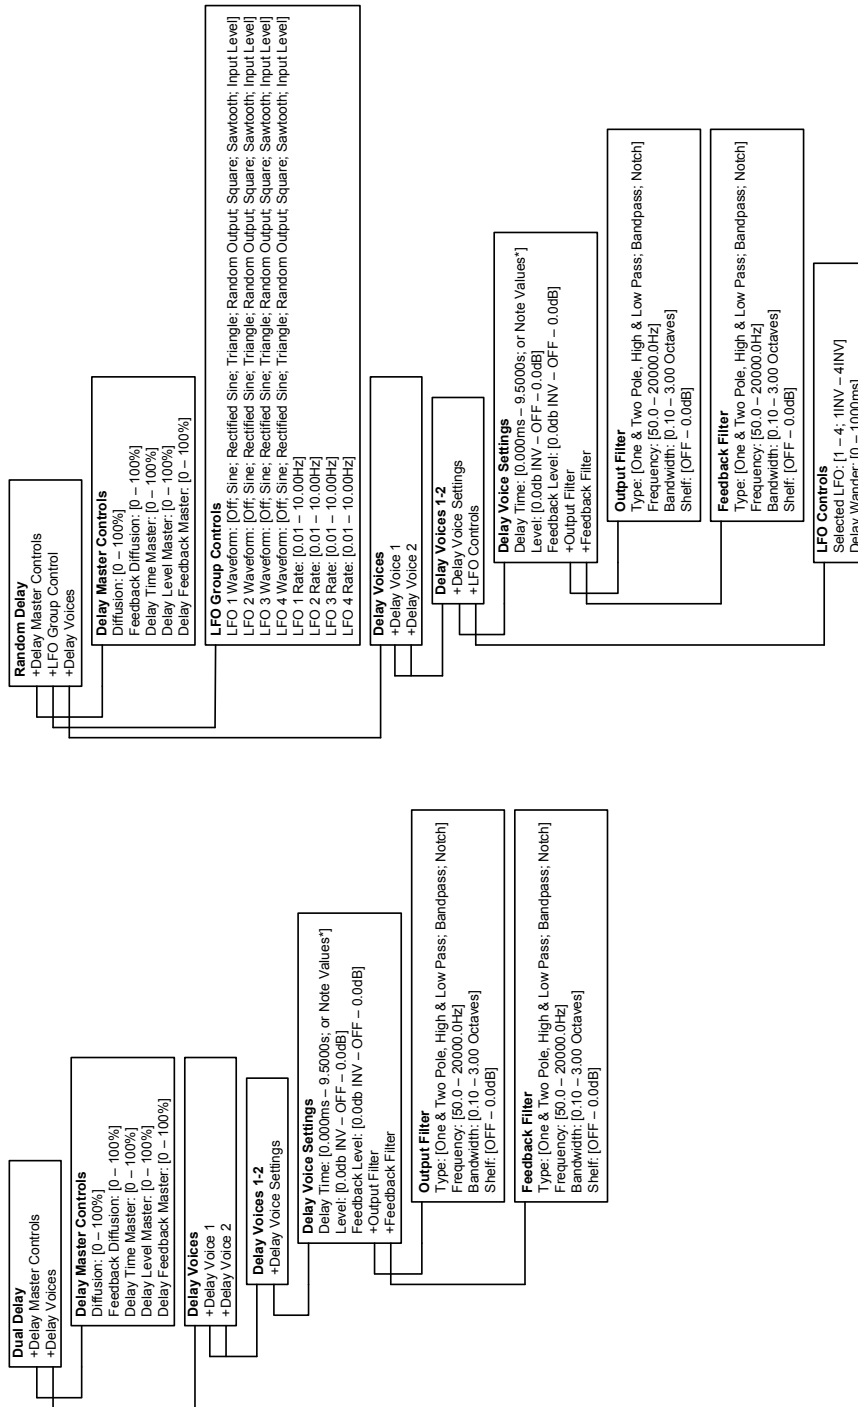 Dual Delay
+Delay Master Controls
+Delay Voices
Delay Master Controls
Diffusion: [0 – 100%]
Feedback Diffusion: [0 – 100%]
Delay Time Master: [0 – 100%]
Delay Level Master: [0 – 100%]
Delay Feedback Master: [0 – 100%]
Delay Voices
+Delay Voice 1
+Delay Voice 2
Delay Voices 1-2
+Delay Voice Settings
Delay Voice Settings
Delay Time: [0.000ms – 9.5000s; or Note Values*]
Level: [0.0db INV – OFF – 0.0dB]
Feedback Level: [0.0db INV – OFF – 0.0dB]
+Output Filter
+Feedback Filter
Output Filter
Type: [One & Two Pole, High & Low Pass; Bandpass; Notch]
Frequency: [50.0 – 20000.0Hz]
Bandwidth: [0.10 – 3.00 Octaves]
Shelf: [OFF – 0.0dB]
Feedback Filter
Type: [One & Two Pole, High & Low Pass; Bandpass; Notch]
Frequency: [50.0 – 20000.0Hz]
Bandwidth: [0.10 – 3.00 Octaves]
Shelf: [OFF – 0.0dB]
Random Delay
+Delay Master Controls
+LFO Group Control
+Delay Voices
Delay Master Controls
Diffusion: [0 – 100%]
Feedback Diffusion: [0 – 100%]
Delay Time Master: [0 – 100%]
Delay Level Master: [0 – 100%]
Delay Feedback Master: [0 – 100%]
LFO Group Controls
LFO 1 Waveform: [Off; Sine; Rectified Sine; Triangle; Random Output; Square; Sawtooth; Input Level]
LFO 2 Waveform: [Off; Sine; Rectified Sine; Triangle; Random Output; Square; Sawtooth; Input Level]
LFO 3 Waveform: [Off; Sine; Rectified Sine; Triangle; Random Output; Square; Sawtooth; Input Level]
LFO 4 Waveform: [Off; Sine; Rectified Sine; Triangle; Random Output; Square; Sawtooth; Input Level]
LFO 1 Rate: [0.01 – 10.00Hz]
LFO 2 Rate: [0.01 – 10.00Hz]
LFO 3 Rate: [0.01 – 10.00Hz]
LFO 4 Rate: [0.01 – 10.00Hz]
Delay Voices
+Delay Voice 1
+Delay Voice 2
Delay Voices 1-2
+Delay Voice Settings
+LFO Controls
Delay Voice Settings
Delay Time: [0.000ms – 9.5000s; or Note Values*]
Level: [0.0db INV – OFF – 0.0dB]
Feedback Level: [0.0db INV – OFF – 0.0dB]
+Output Filter
+Feedback Filter
Output Filter
Type: [One & Two Pole, High & Low Pass; Bandpass; Notch]
Frequency: [50.0 – 20000.0Hz]
Bandwidth: [0.10 – 3.00 Octaves]
Shelf: [OFF – 0.0dB]
Feedback Filter
Type: [One & Two Pole, High & Low Pass; Bandpass; Notch]
Frequency: [50.0 – 20000.0Hz]
Bandwidth: [0.10 – 3.00 Octaves]
Shelf: [OFF – 0.0dB]
LFO Controls
Selected LFO: [1 – 4; 1INV – 4INV]
Delay Wander: [0 – 1000ms]